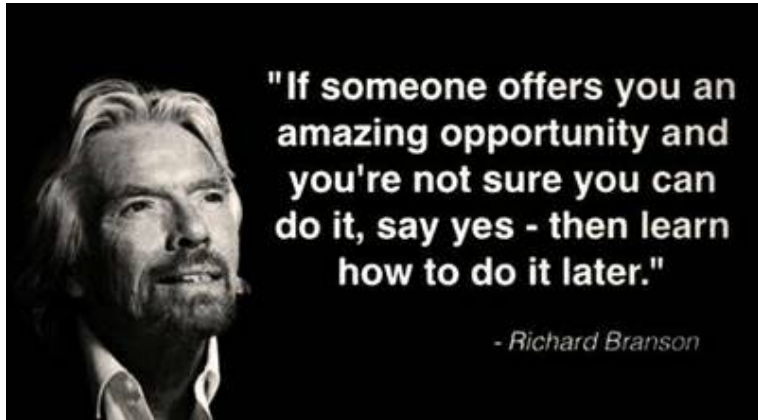 "If someone offers you an
amazing opportunity and
you're not sure you can
do it, say yes - then learn
how to do it later."
- Richard Branson